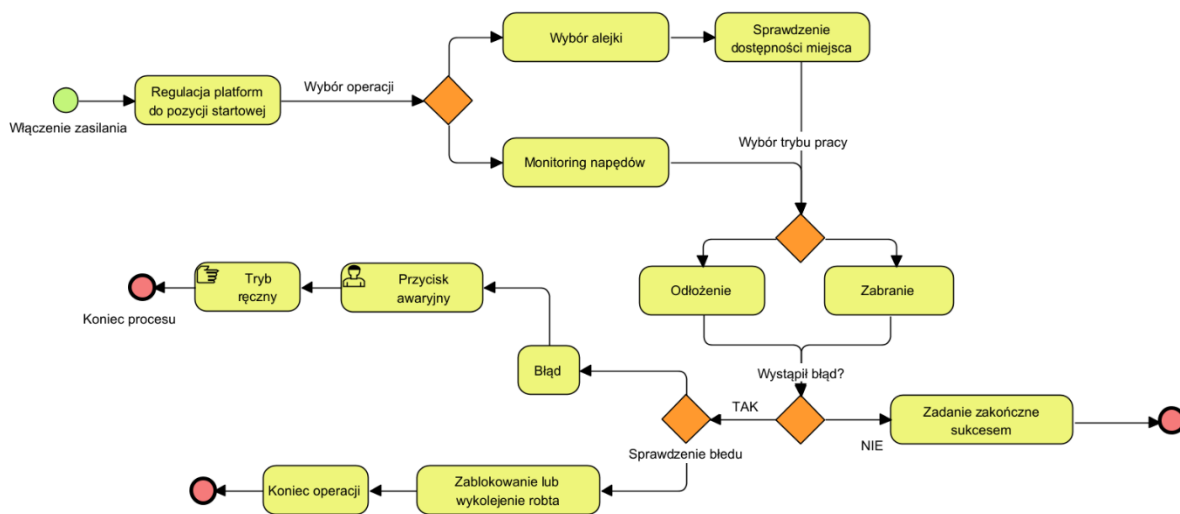 Wybór alejki
Sprawdzenie
dostępności miejsca
Regulacja platform
do pozycji startowej
Wybór operacji
Włączenie zasilania
Wybór trybu pracy
Monitoring napędów
Tryb
ręczny
Przycisk
awaryjny
Odłożenie
Zabranie
Koniec procesu
Błąd
Wystąpił błąd?
TAK
NIE
Zadanie zakończne
sukcesem
Sprawdzenie błedu
Koniec operacji
Zablokowanie lub
wykolejenie robta